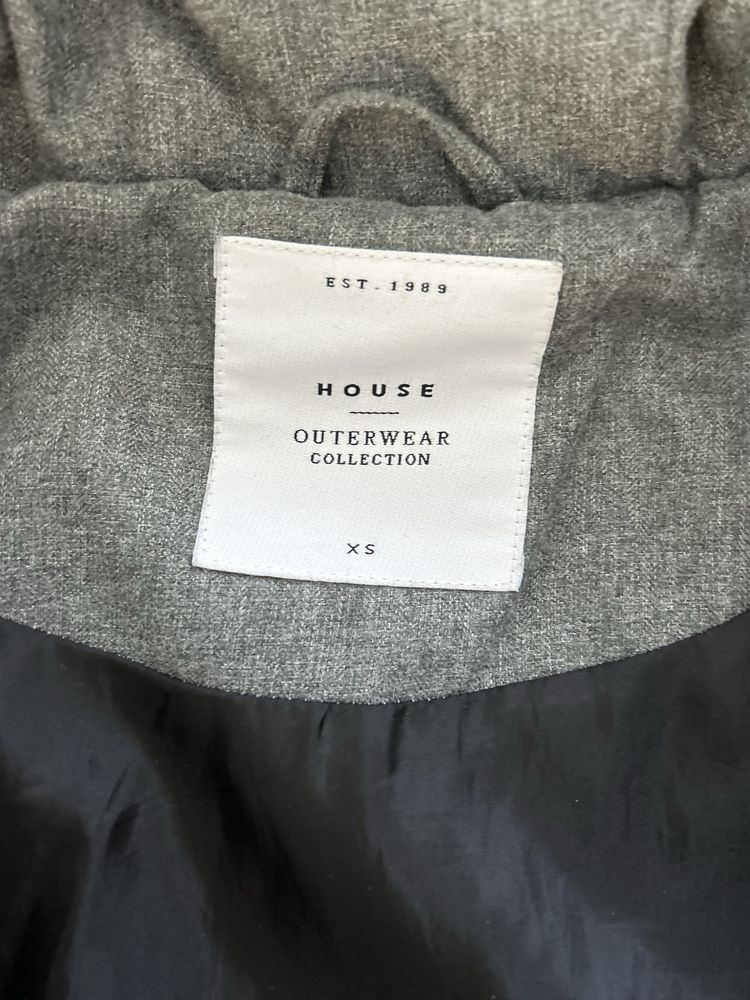 EST. 1989
HOUSE
OUTERWEAR
COLLECTION
XS